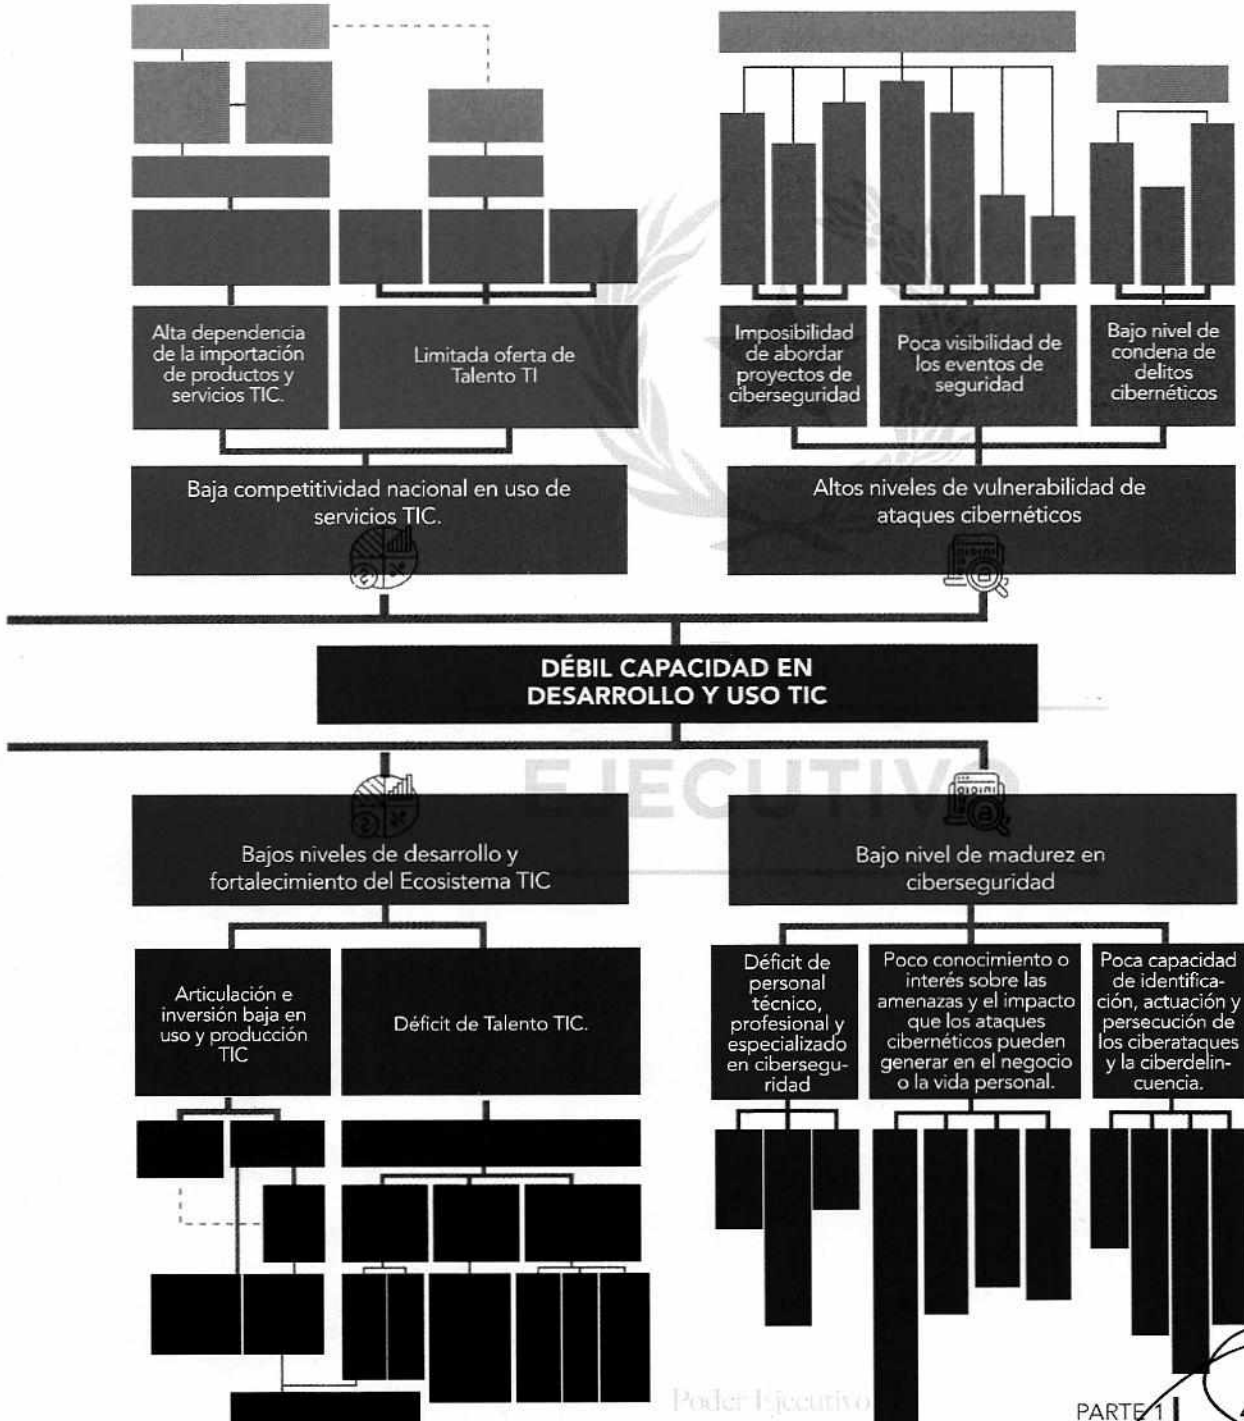 Alta dependencia
de la importación
de productos y
servicios TIC.
Limitada oferta de
Talento TI
Imposibilidad
de abordar
proyectos de
ciberseguridad
Poca visibilidad de
los eventos de
seguridad
Bajo nivel de
condena de
delitos
cibernéticos
Baja competitividad nacional en uso de
servicios TIC.
Altos niveles de vulnerabilidad de
ataques cibernéticos
DÉBIL CAPACIDAD EN
DESARROLLO Y USO TIC
EJECUTIVO
Bajos niveles de desarrollo y
fortalecimiento del Ecosistema TIC
Bajo nivel de madurez en
ciberseguridad
Articulación e
inversión baja en
uso y producción
TIC
Déficit de Talento TIC.
Déficit de
personal
técnico,
profesional y
especializado
en cibersegu-
ridad
Poco conocimiento o
interés sobre las
amenazas y el impacto
que los ataques
cibernéticos pueden
generar en el negocio
o la vida personal.
Poca capacidad
de identifica-
ción, actuación y
persecución de
los ciberataques
y la ciberdelin-
cuencia.
Poder Ejecutivo
PARTE 1